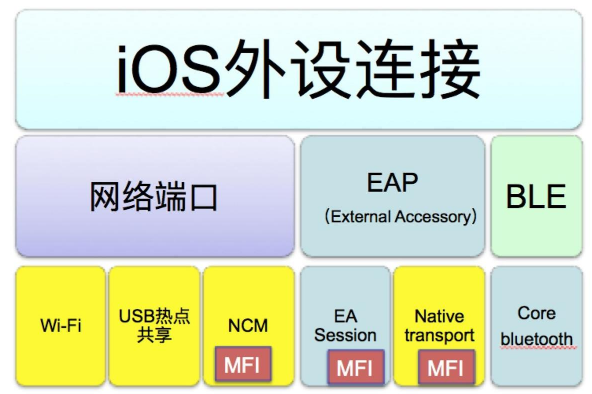 iOS外设连接
网络端口
EAP
（External Accessory）
BLE
Wi-Fi
USB热点
共享
NCM
MFI
EA
Session
MFI
Native
transport
MFI
Core
bluetooth